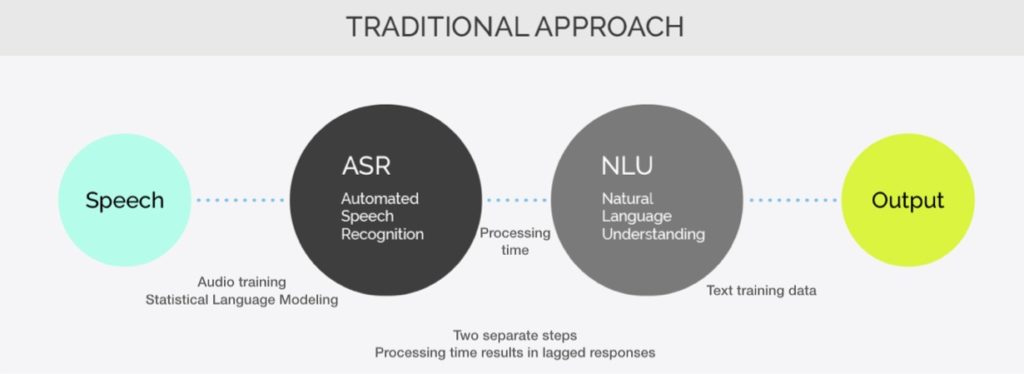 TRADITIONAL APPROACH
Speech
ASR
Automated
Speech
Recognition
Processing
time
NLU
Natural
Language
Understanding
Output
Audio training
Statistical Language Modeling
Text training data
Two separate steps
Processing time results in lagged responses